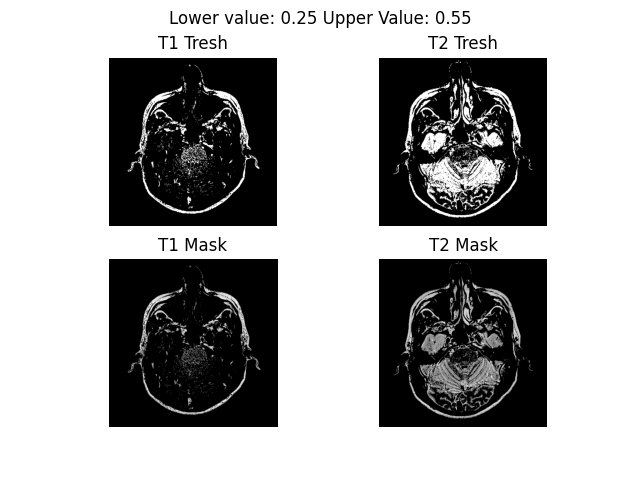 Lower value: 0.25 Upper Value: 0.55
T1 Tresh
T2 Tresh
T1 Mask
T2 Mask